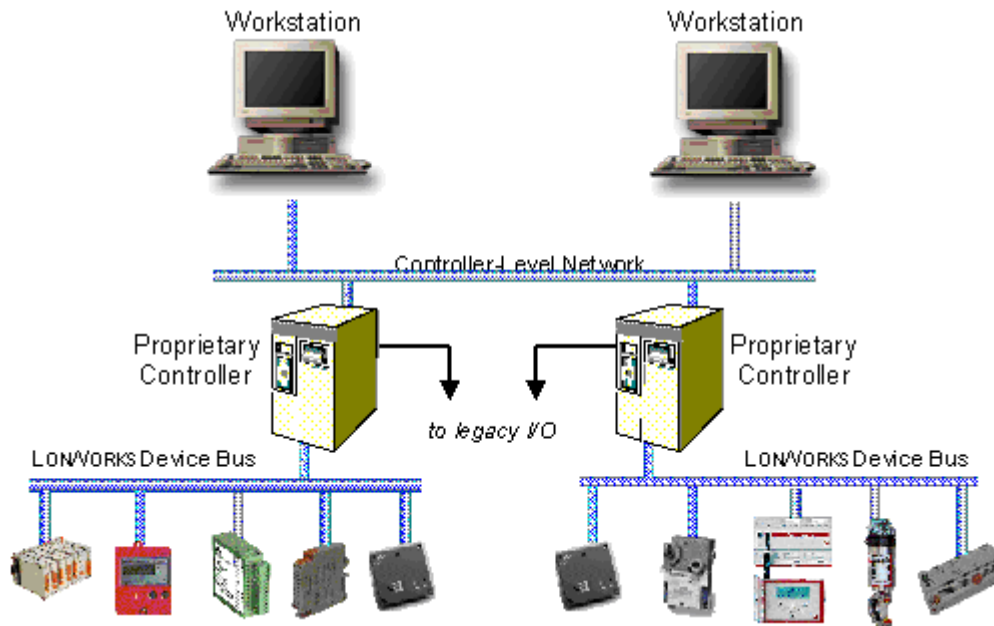 Workstation
Workstation
Controller-Level Network
Proprietary
Controller
Proprietary
Controller
to legacy I/O
LONWORKS Device Bus
LONWORKS Device Bus